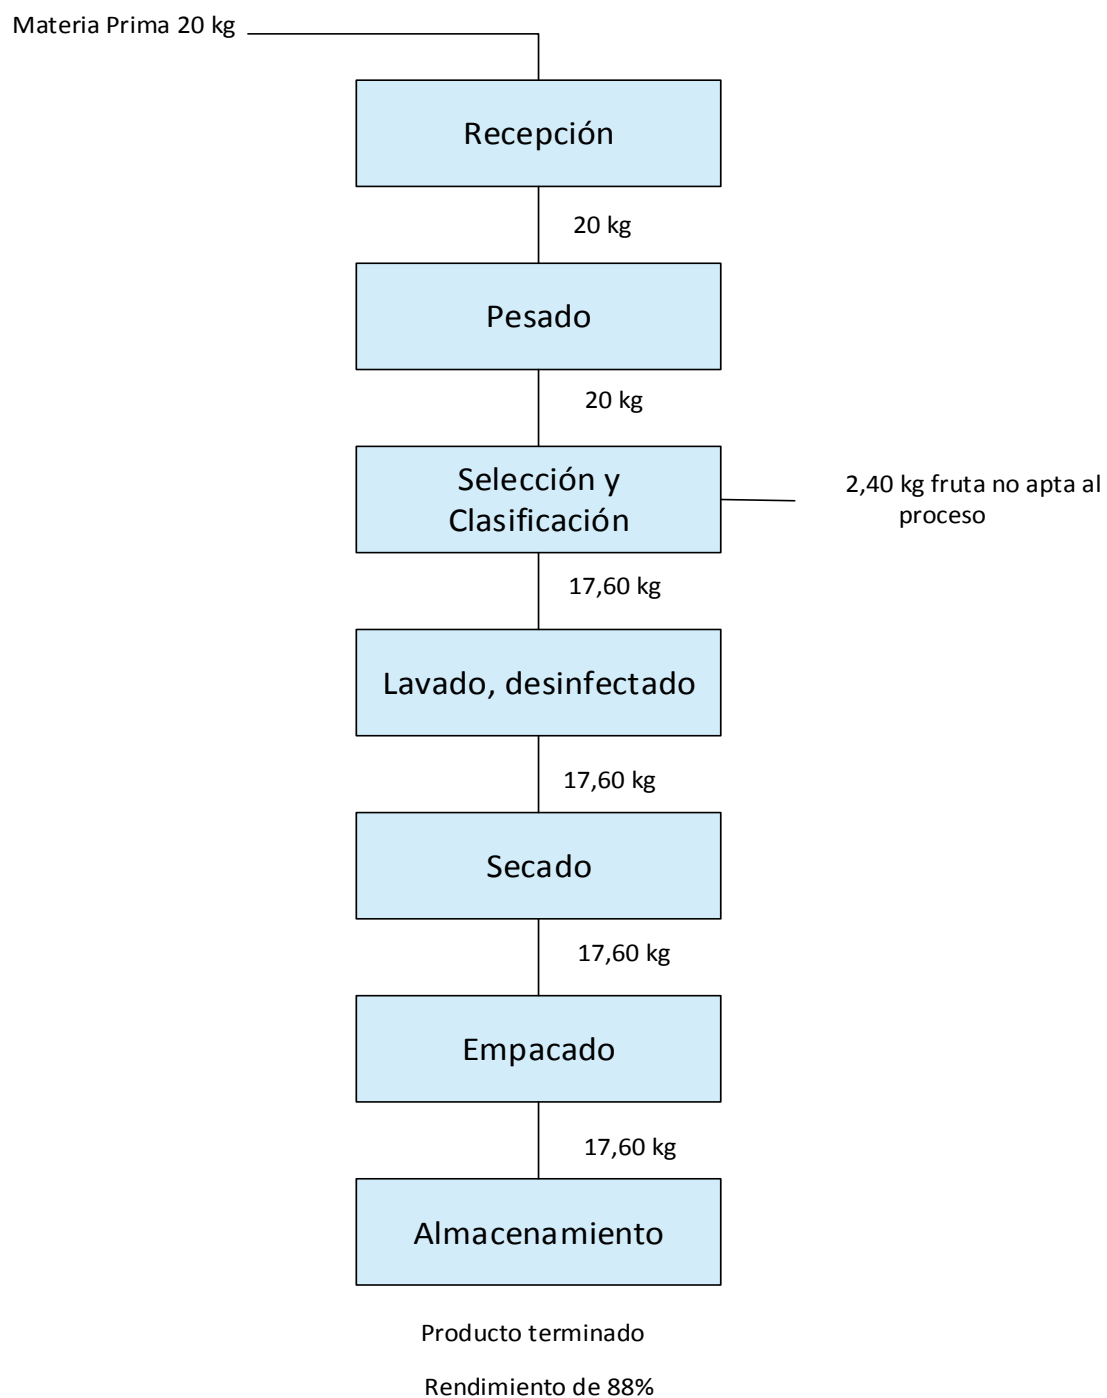 Materia Prima 20 kg
Recepción
20 kg
Pesado
20 kg
Selección y
Clasificación
2,40 kg fruta no apta al
proceso
17,60 kg
Lavado, desinfectado
17,60 kg
Secado
17,60 kg
Empacado
17,60 kg
Almacenamiento
Producto terminado
Rendimiento de 88%